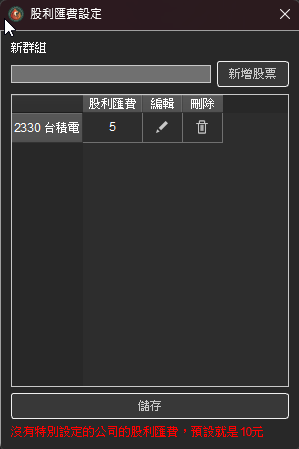 股利匯費設定
新群組
新增股票
股利匯費 編輯 刪除
2330 台積電 5
儲存
沒有特別設定的公司的股利匯費，預設就是10元